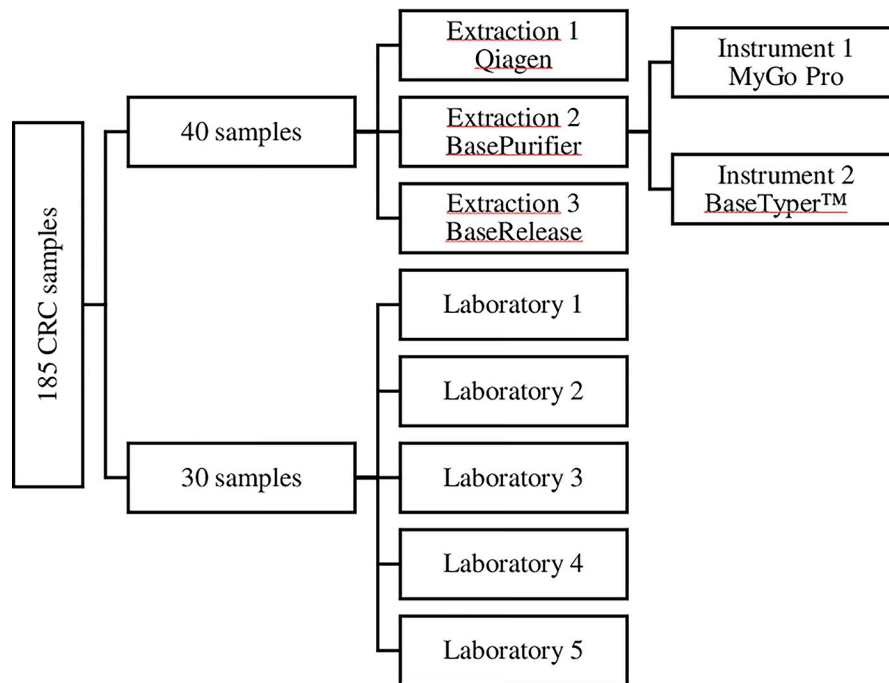 185 CRC samples
40 samples
Extraction 1
Qiagen
Extraction 2
BasePurifier
Extraction 3
BaseRelease
Instrument 1
MyGo Pro
Instrument 2
BaseTyper™
30 samples
Laboratory 1
Laboratory 2
Laboratory 3
Laboratory 4
Laboratory 5